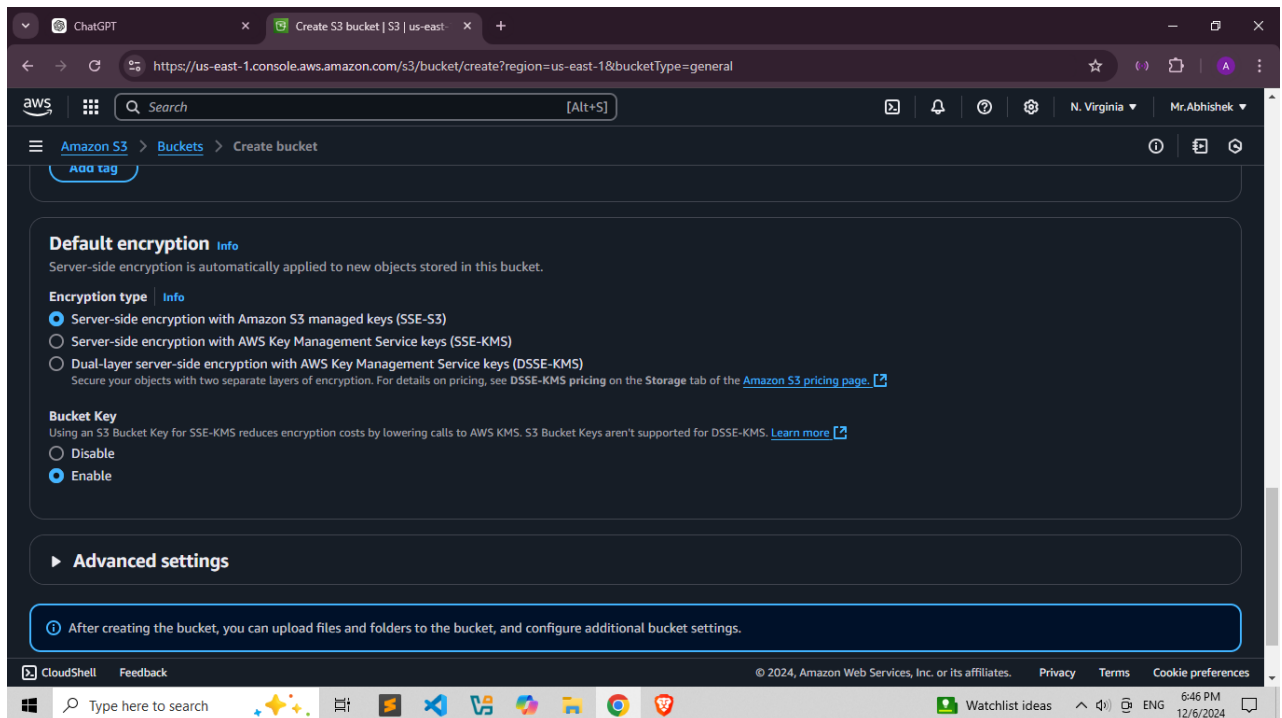 ChatGPT
Create S3 bucket | S3 | us-east-
https://us-east-1.console.aws.amazon.com/s3/bucket/create?region=us-east-1&bucketType=general
A
aws
Search
[Alt+S]
N. Virginia
Mr.Abhishek
Amazon S3 > Buckets > Create bucket
Add tag
Default encryption Info
Server-side encryption is automatically applied to new objects stored in this bucket.
Encryption type Info
Server-side encryption with Amazon S3 managed keys (SSE-S3)
Server-side encryption with AWS Key Management Service keys (SSE-KMS)
Dual-layer server-side encryption with AWS Key Management Service keys (DSSE-KMS)
Secure your objects with two separate layers of encryption. For details on pricing, see DSSE-KMS pricing on the Storage tab of the Amazon S3 pricing page.
Bucket Key
Using an S3 Bucket Key for SSE-KMS reduces encryption costs by lowering calls to AWS KMS. S3 Bucket Keys aren't supported for DSSE-KMS. Learn more
Disable
Enable
Advanced settings
After creating the bucket, you can upload files and folders to the bucket, and configure additional bucket settings.
CloudShell Feedback
© 2024, Amazon Web Services, Inc. or its affiliates. Privacy Terms Cookie preferences
Type here to search
Watchlist ideas
ENG
6:46 PM
12/6/2024